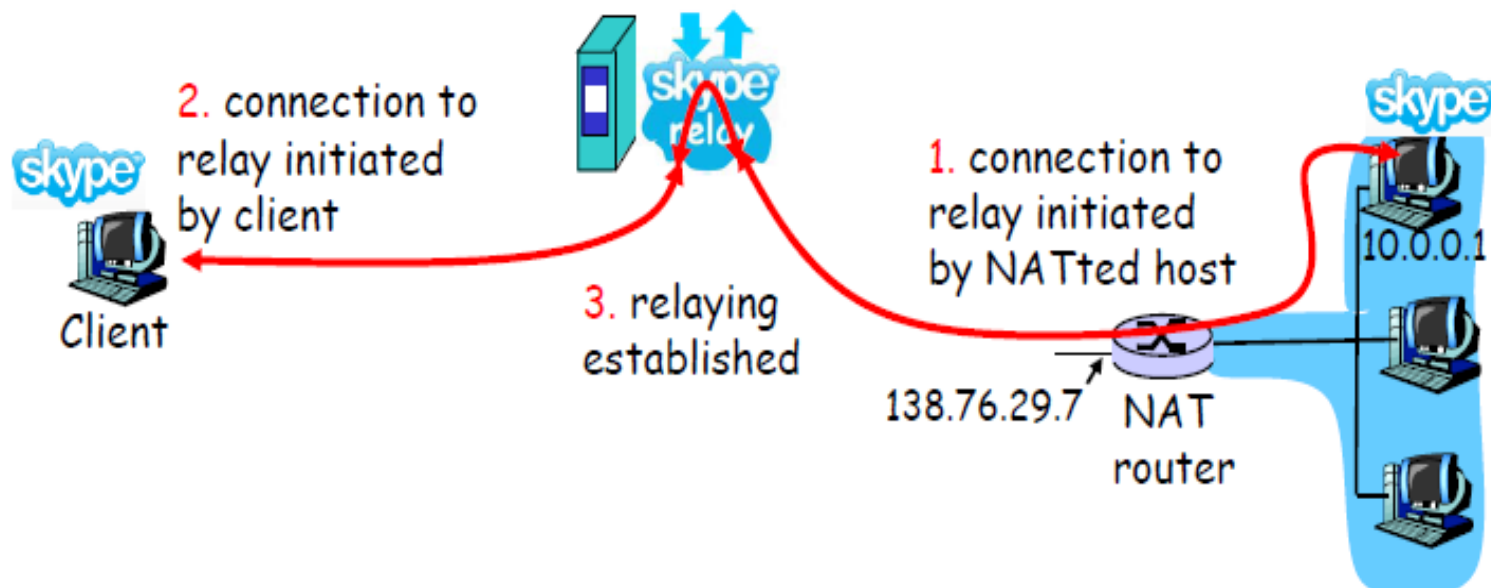 skype
relay
skype
2. connection to
relay initiated
by client
skype
Client
1. connection to
relay initiated
by NATted host
10.0.0.1
3. relaying
established
138.76.29.7
NAT
router